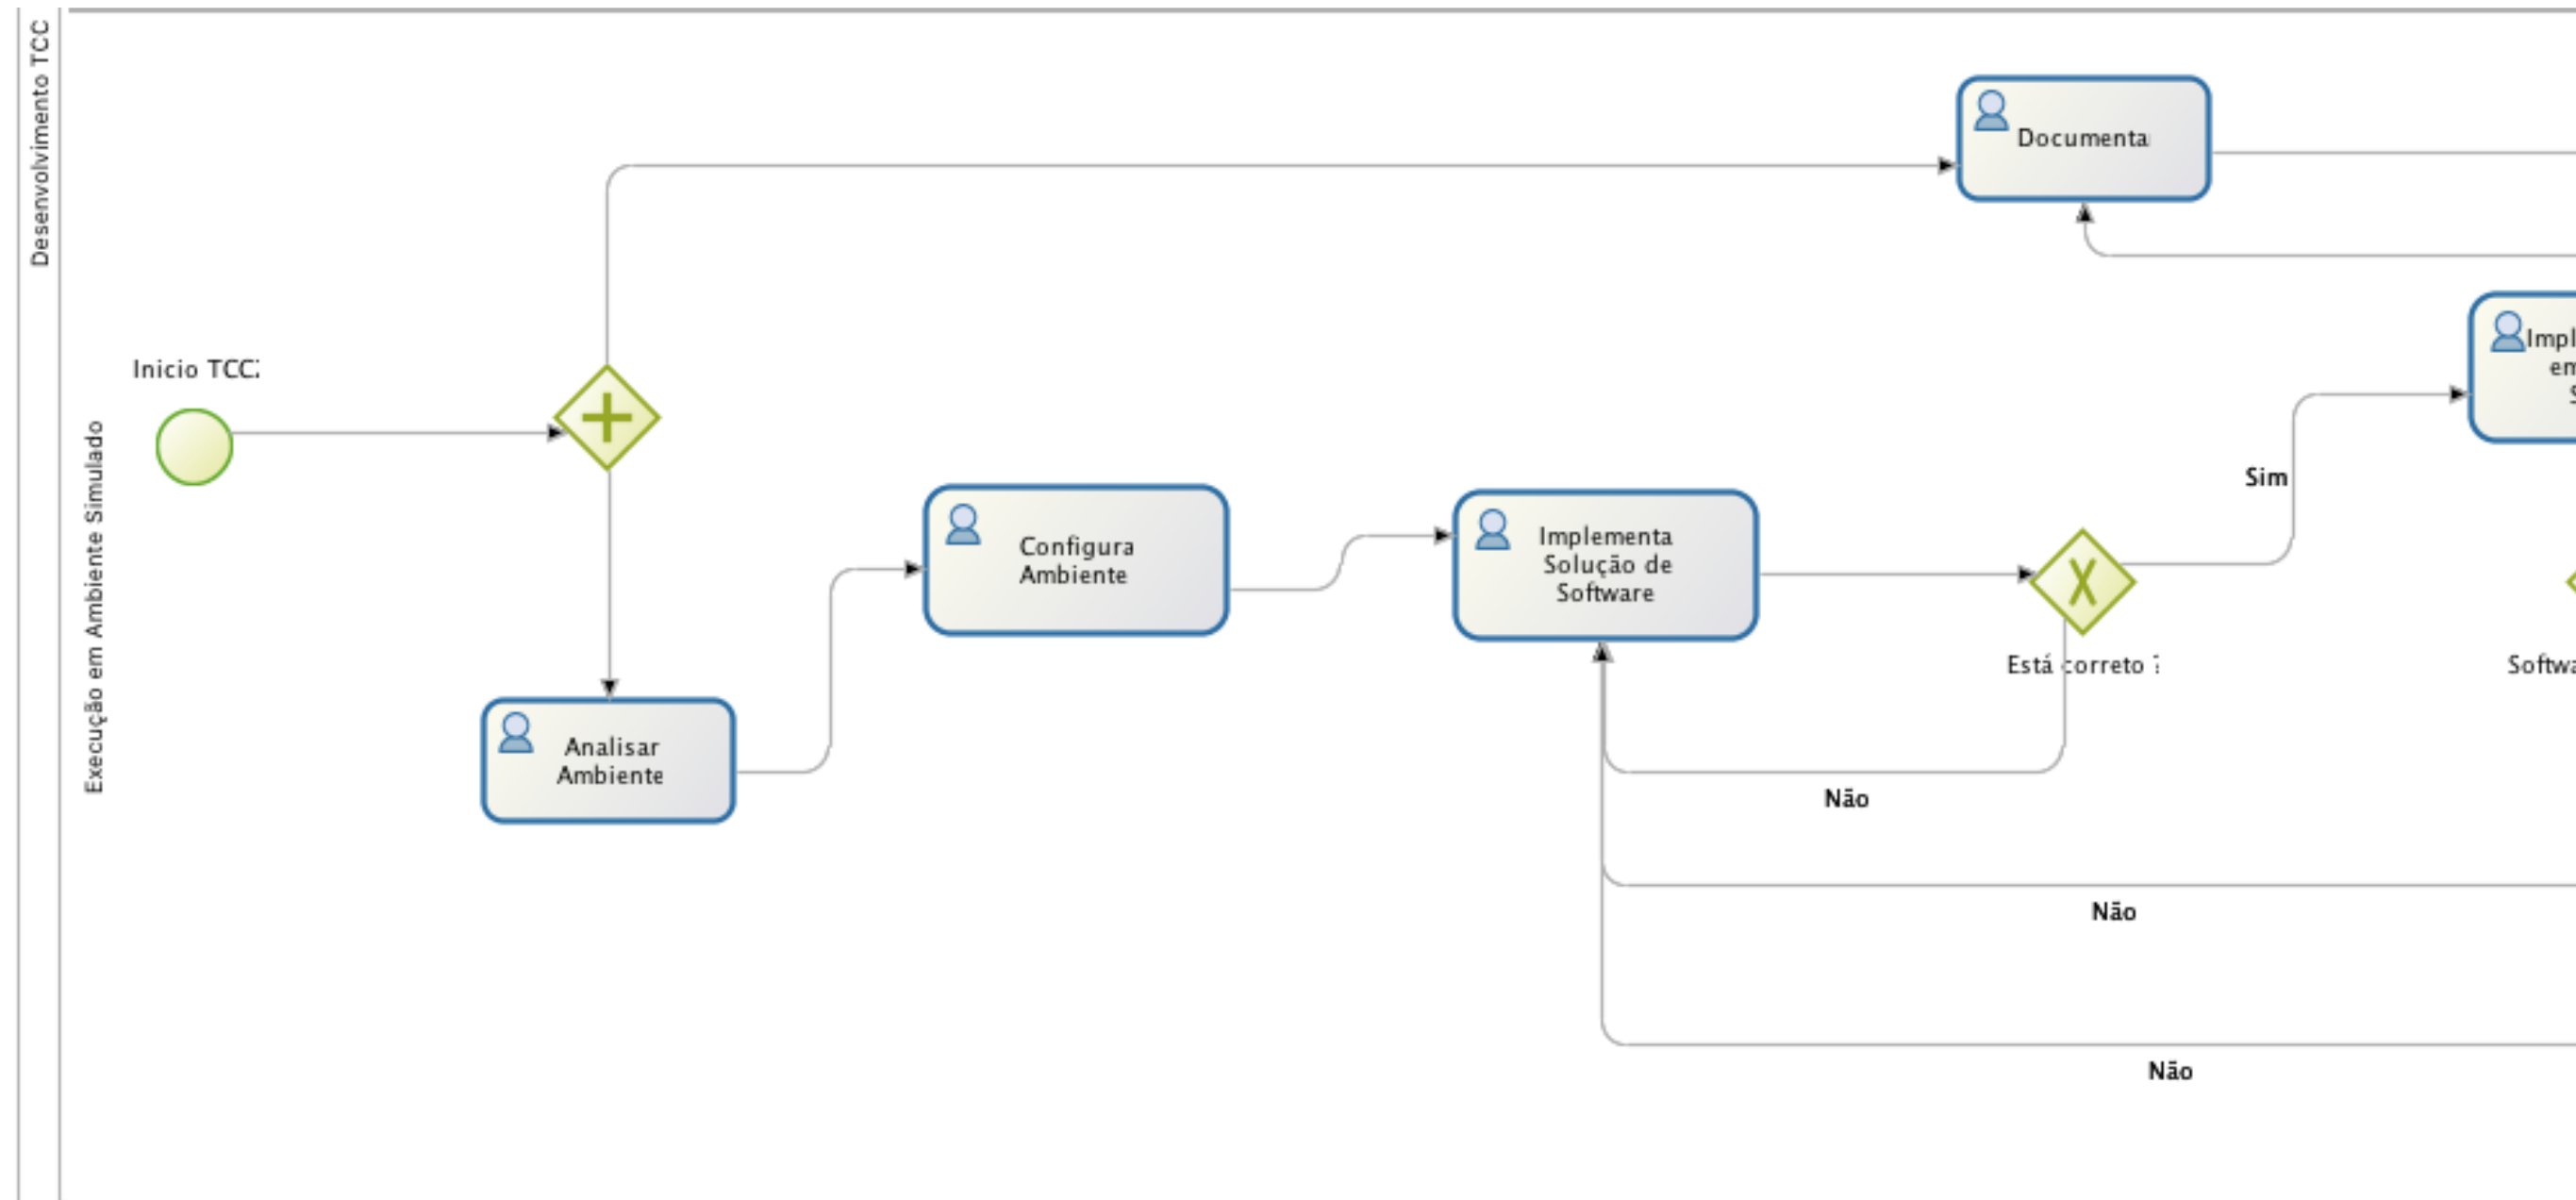 Desenvolvimento TCC
Execução em Ambiente Simulado
Inicio TCC
Documenta
Analisar
Ambiente
Configura
Ambiente
Implementa
Solução de
Software
Está correto ?
Sim
Não
Não
Não